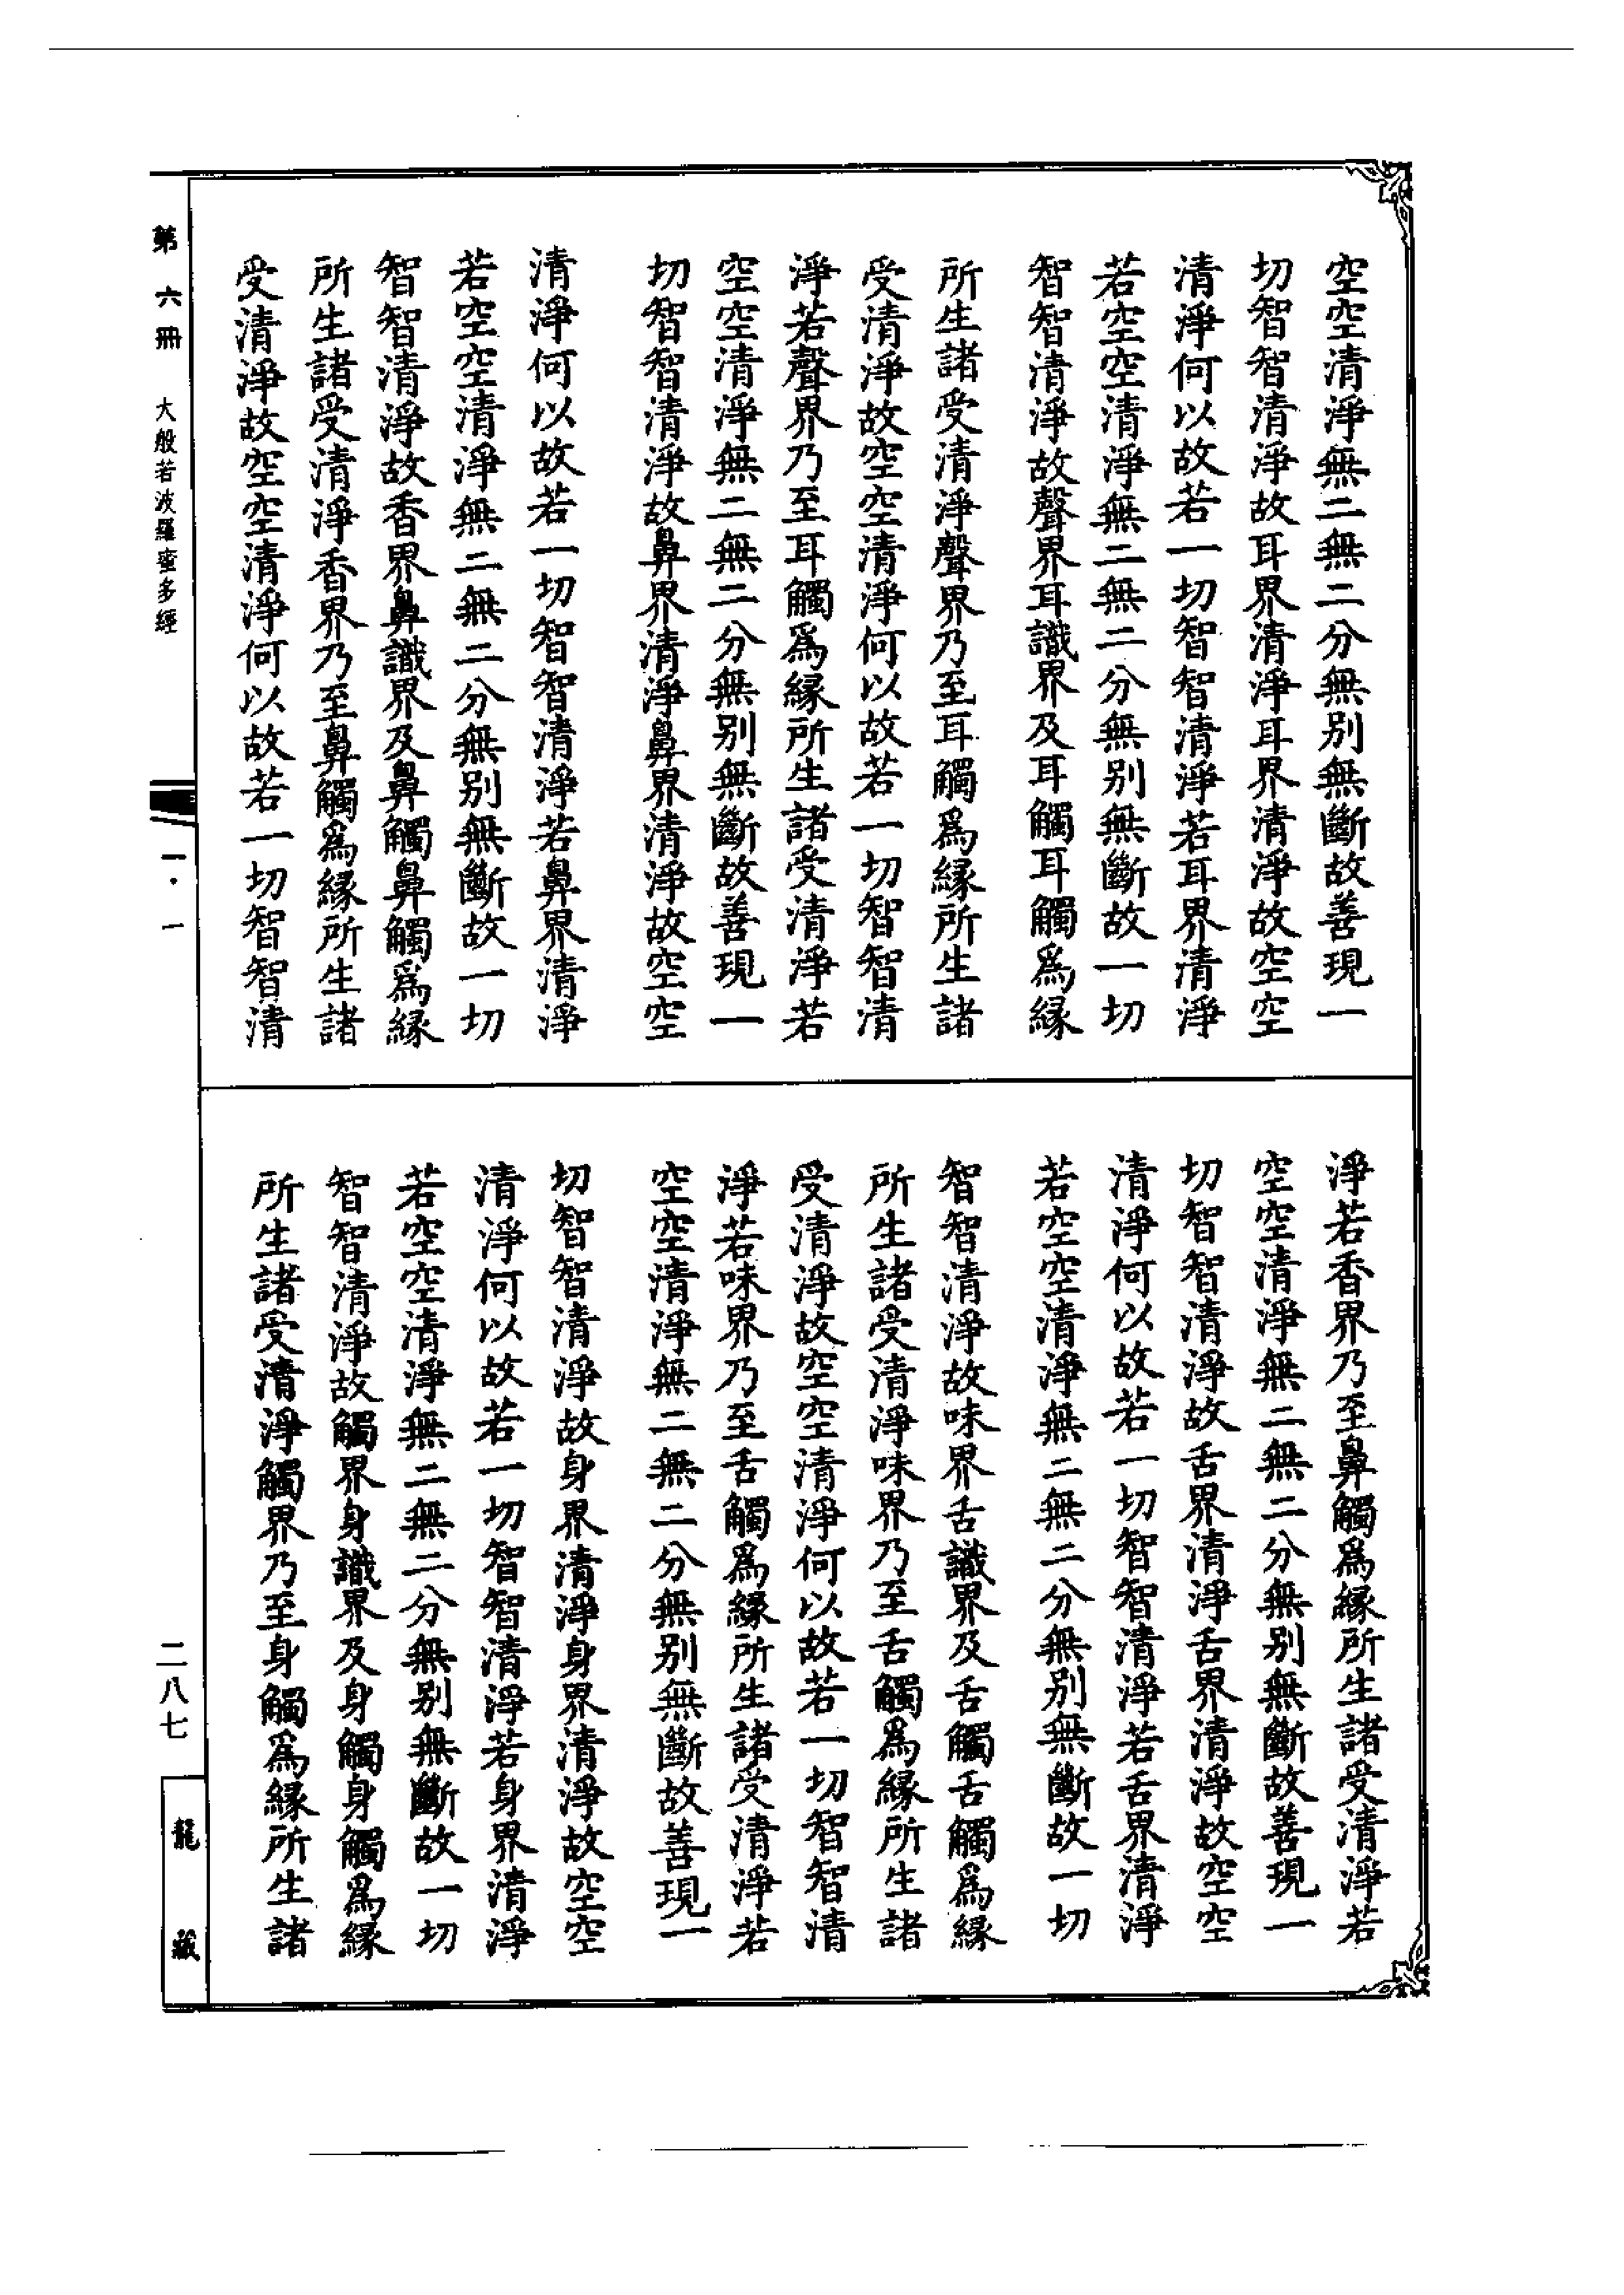 空空清淨無二無二分無別無斷故善現一
切智智清淨故耳界清淨耳界清淨故空空
清淨何以故若一切智智清淨若耳界清淨
若空空清淨無二無二分無別無斷故一切
智智清淨故聲界耳識界及耳觸耳觸爲緣
所生諸受清淨聲界乃至耳觸爲緣所生諸
受清淨故空空清淨何以故若一切智智清
淨若聲界乃至耳觸爲緣所生諸受清淨若
空空清淨無二無二分無別無斷故善現一
切智智清淨故鼻界清淨鼻界清淨故空空
清淨何以故若一切智智清淨若鼻界清淨
若空空清淨無二無二分無別無斷故一切
智智清淨故香界鼻識界及鼻觸鼻觸爲緣
所生諸受清淨香界乃至鼻觸爲緣所生諸
受清淨故空空清淨何以故若一切智智清
淨若香界乃至鼻觸爲緣所生諸受清淨若
空空清淨無二無二分無別無斷故善現一
切智智清淨故舌界清淨舌界清淨故空空
清淨何以故若一切智智清淨若舌界清淨
若空空清淨無二無二分無別無斷故一切
智智清淨故味界舌識界及舌觸舌觸爲緣
所生諸受清淨味界乃至舌觸爲緣所生諸
受清淨故空空清淨何以故若一切智智清
淨若味界乃至舌觸爲緣所生諸受清淨若
空空清淨無二無二分無別無斷故善現一
切智智清淨故身界清淨身界清淨故空空
清淨何以故若一切智智清淨若身界清淨
若空空清淨無二無二分無別無斷故一切
智智清淨故觸界身識界及身觸身觸爲緣
所生諸受清淨觸界乃至身觸爲緣所生諸
第六冊 大般若波羅蜜多經 一·一 二八七 龍藏